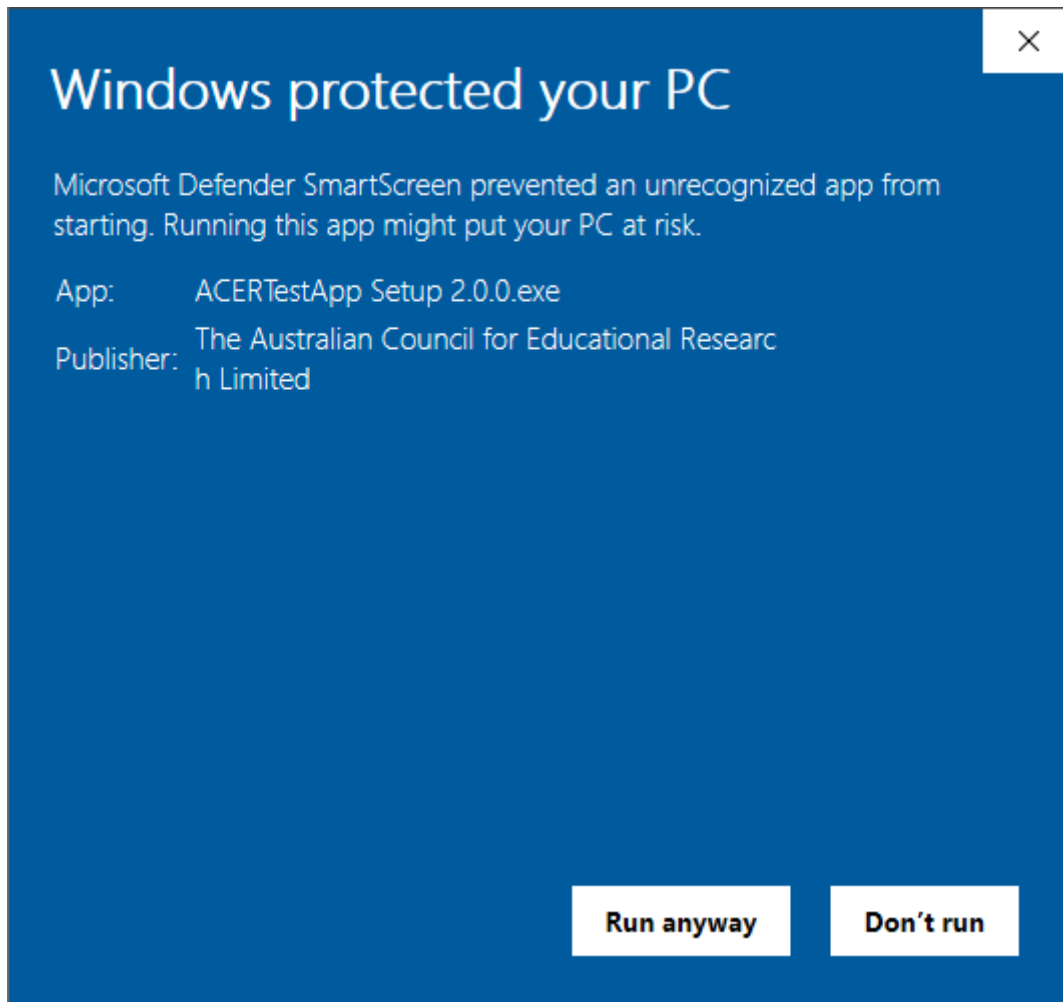 Windows protected your PC
Microsoft Defender SmartScreen prevented an unrecognized app from
starting. Running this app might put your PC at risk.
App: ACERTestApp Setup 2.0.0.exe
Publisher: The Australian Council for Educational Researc
h Limited
Run anyway Don’t run